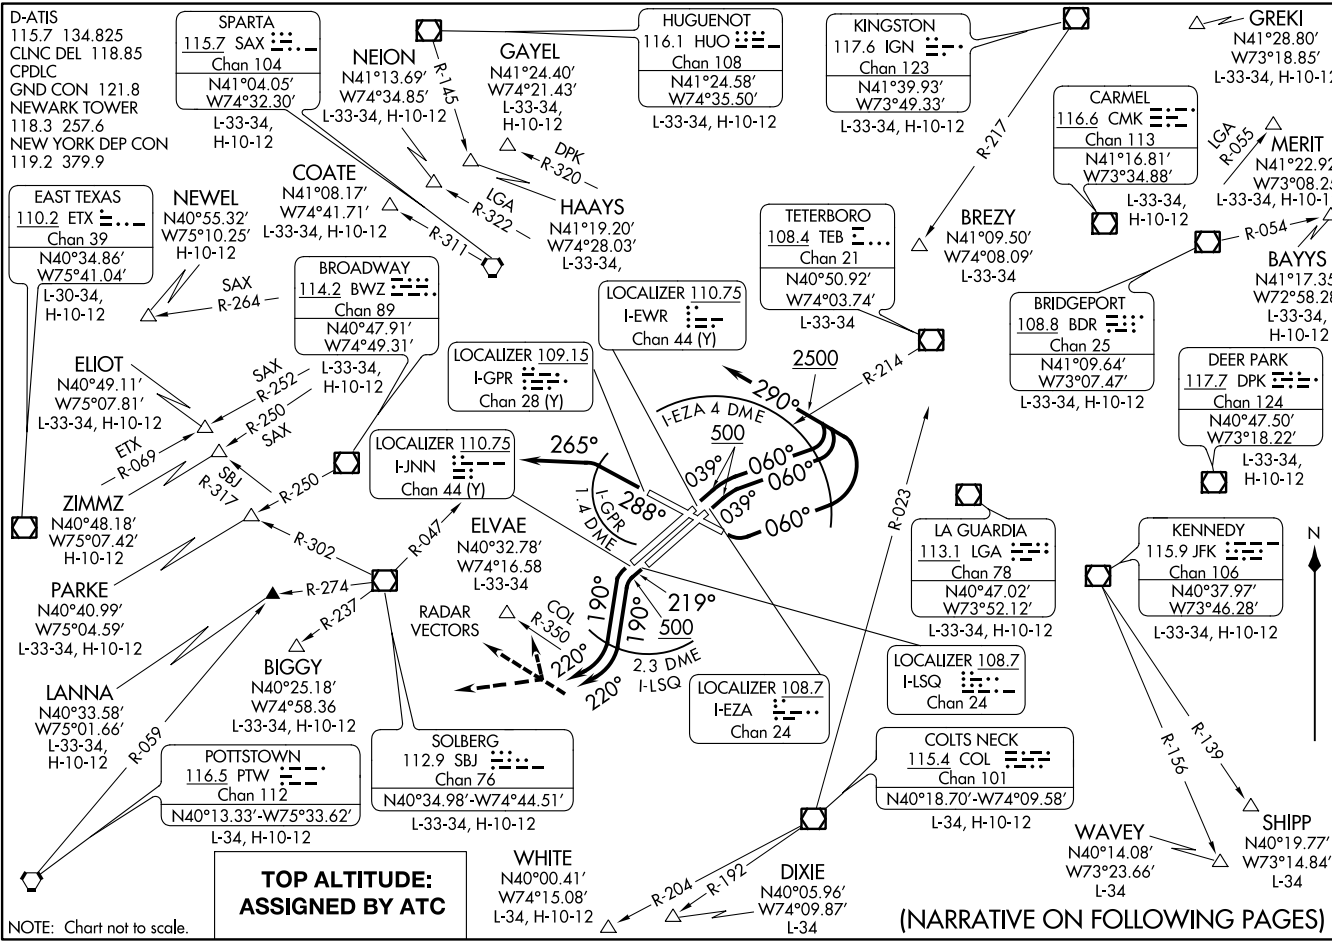 D-ATIS
115.7 134.825
CLNC DEL 118.85
CPDLC
GND CON 121.8
NEWARK TOWER
118.3 257.6
NEW YORK DEP CON
119.2 379.9
SPARTA
115.7 SAX
Chan 104
N41°04.05'
W74°32.30'
L-33-34,
H-10-12
NEION
N41°13.69'
W74°34.85'
L-33-34,
H-10-12
R-145
GAYEL
N41°24.40'
W74°21.43'
L-33-34,
H-10-12
DPK
R-320
HUGUENOT
116.1 HUO
Chan 108
N41°24.58'
W74°35.50'
L-33-34, H-10-12
KINGSTON
117.6 IGN
Chan 123
N41°39.93'
W73°49.33'
L-33-34, H-10-12
R-217
GREKI
N41°28.80'
W73°18.85'
L-33-34, H-10-12
CARMEL
116.6 CMK
Chan 113
N41°16.81'
W73°34.88'
L-33-34,
H-10-12
LGA
R-055
MERIT
N41°22.92
W73°08.25
L-33-34, H-10-1
EAST TEXAS
110.2 ETX
Chan 39
N40°34.86'
W75°41.04'
L-30-34,
H-10-12
NEWEL
N40°55.32'
W75°10.25'
H-10-12
SAX
R-264
COATE
N41°08.17'
W74°41.71'
L-33-34, H-10-12
R-311
LGA
R-322
HAAYS
N41°19.20'
W74°28.03'
L-33-34,
TETERBORO
108.4 TEB
Chan 21
N40°50.92'
W74°03.74'
L-33-34
R-214
BREZY
N41°09.50'
W74°08.09'
L-33-34
R-054
BAYYS
N41°17.35
W72°58.28
L-33-34,
H-10-12
BROADWAY
114.2 BWZ
Chan 89
N40°47.91'
W74°49.31'
L-33-34,
H-10-12
LOCALIZER 110.75
I-EWR
Chan 44 (Y)
BRIDGEPORT
108.8 BDR
Chan 25
N41°09.64'
W73°07.47'
L-33-34, H-10-12
ELIOT
N40°49.11'
W75°07.81'
L-33-34, H-10-12
SAX
R-252
R-250
SAX
LOCALIZER 109.15
I-GPR
Chan 28 (Y)
2500
290°
I-EZA 4 DME
500
DEER PARK
117.7 DPK
Chan 124
N40°47.50'
W73°18.22'
L-33-34,
H-10-12
ETX
R-069
SBJ
R-317
R-250
LOCALIZER 110.75
I-JNN
Chan 44 (Y)
265°
288°
I-GPR
1.4 DME
039°
060°
060°
039°
060°
R-023
ZIMMZ
N40°48.18'
W75°07.42'
H-10-12
R-302
R-047
ELVAE
N40°32.78'
W74°16.58
L-33-34
LA GUARDIA
113.1 LGA
Chan 78
N40°47.02'
W73°52.12'
L-33-34, H-10-12
KENNEDY
115.9 JFK
Chan 106
N40°37.97'
W73°46.28'
L-33-34, H-10-12
N
PARKE
N40°40.99'
W75°04.59'
L-33-34, H-10-12
R-274
R-237
RADAR
VECTORS
COL
R-350
190°
190°
219°
500
220°
220°
2.3 DME
I-LSQ
BIGGY
N40°25.18'
W74°58.36
L-33-34, H-10-12
LOCALIZER 108.7
I-LSQ
Chan 24
LOCALIZER 108.7
I-EZA
Chan 24
LANNA
N40°33.58'
W75°01.66'
L-33-34,
H-10-12
R-059
POTTSTOWN
116.5 PTW
Chan 112
N40°13.33'-W75°33.62'
L-34, H-10-12
SOLBERG
112.9 SBJ
Chan 76
N40°34.98'-W74°44.51'
L-33-34, H-10-12
COLTS NECK
115.4 COL
Chan 101
N40°18.70'-W74°09.58'
L-34, H-10-12
R-156
R-139
SHIPP
N40°19.77'
W73°14.84'
L-34
WAVEY
N40°14.08'
W73°23.66'
L-34
WHITE
N40°00.41'
W74°15.08'
L-34, H-10-12
R-204
R-192
DIXIE
N40°05.96'
W74°09.87'
L-34
TOP ALTITUDE:
ASSIGNED BY ATC
NOTE: Chart not to scale.
(NARRATIVE ON FOLLOWING PAGES)